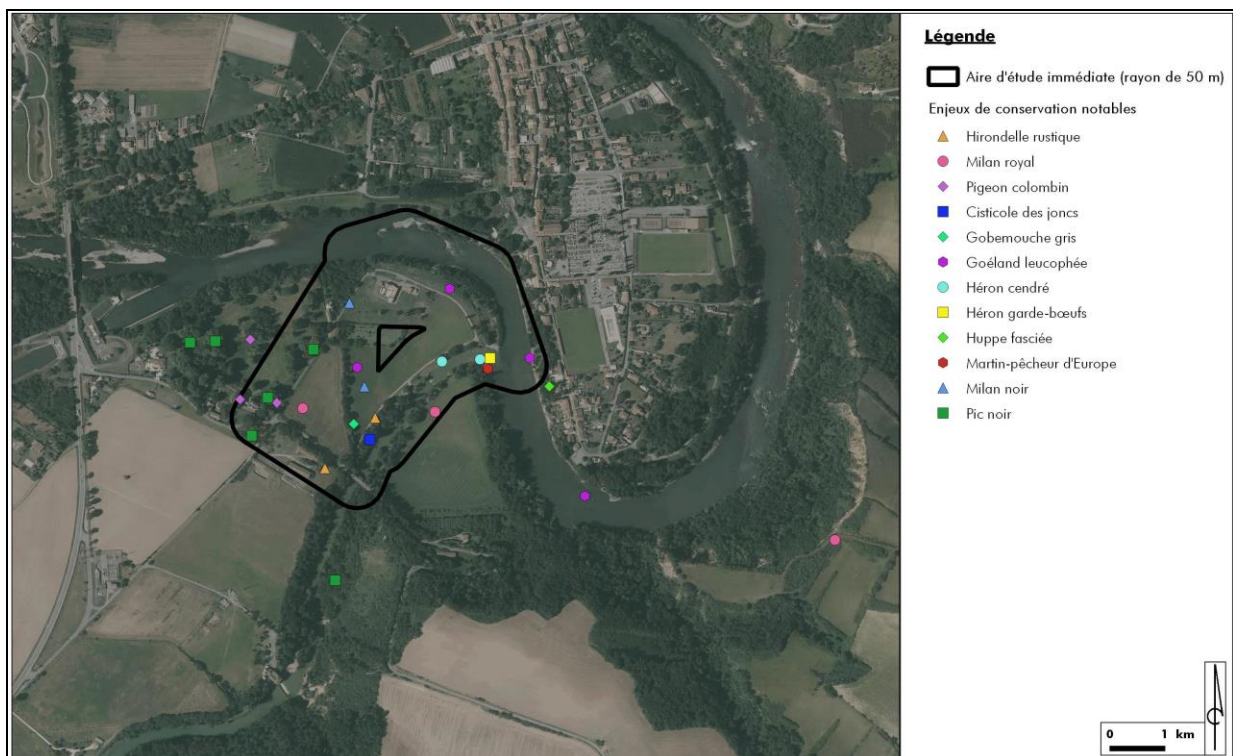 Légende
Aire d'étude immédiate (rayon de 50 m)
Enjeux de conservation notables
Hirondelle rustique
Milan royal
Pigeon colombin
Cisticole des joncs
Gobemouche gris
Goéland leucophée
Héron cendré
Héron garde-bœufs
Huppe fasciée
Martin-pêcheur d'Europe
Milan noir
Pic noir
0 1 km